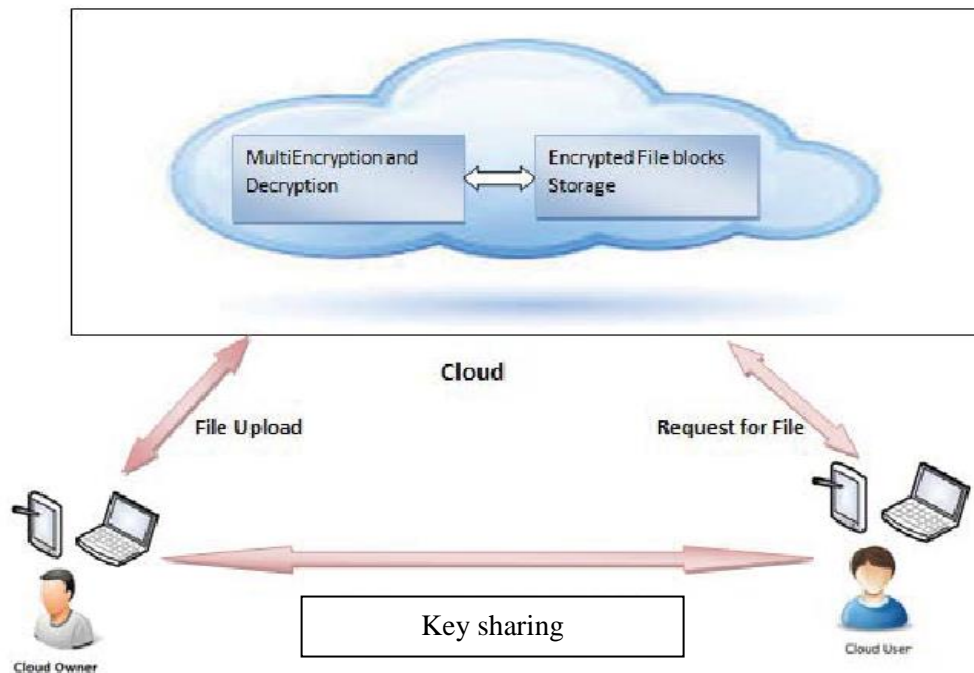 MultiEncryption and
Decryption
Encrypted File blocks
Storage
Cloud
File Upload
Request for File
Key sharing
Cloud Owner
Cloud User